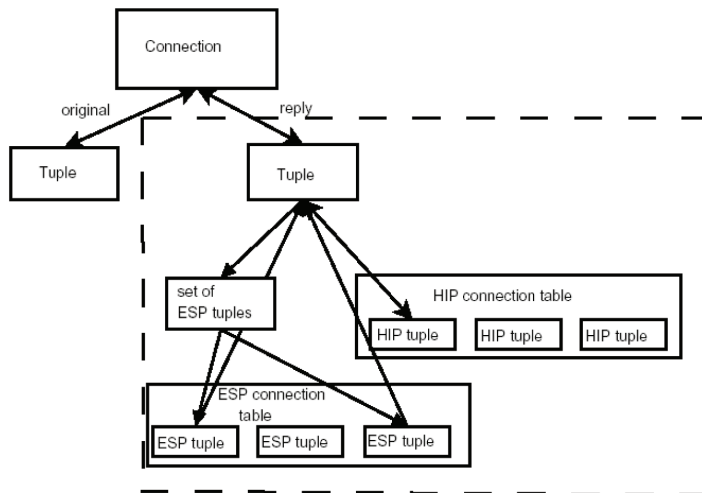 Connection
original
reply
Tuple
Tuple
set of
ESP tuples
HIP connection table
HIP tuple
HIP tuple
HIP tuple
ESP connection
table
ESP tuple
ESP tuple
ESP tuple